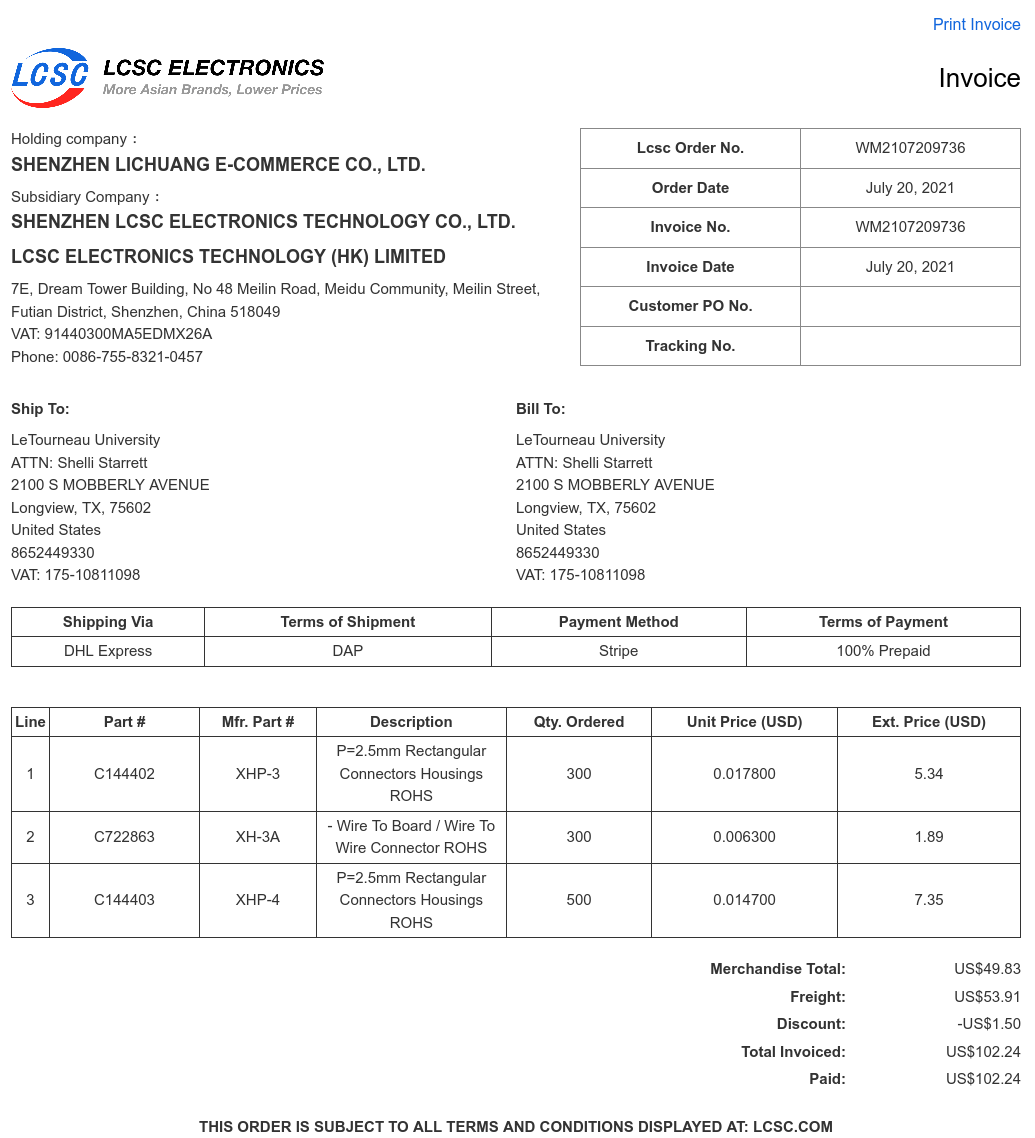 Print Invoice
LCSC
LCSC ELECTRONICS
More Asian Brands, Lower Prices
Invoice
Holding company：
SHENZHEN LICHUANG E-COMMERCE CO., LTD.
Subsidiary Company：
SHENZHEN LCSC ELECTRONICS TECHNOLOGY CO., LTD.
LCSC ELECTRONICS TECHNOLOGY (HK) LIMITED
7E, Dream Tower Building, No 48 Meilin Road, Meidu Community, Meilin Street,
Futian District, Shenzhen, China 518049
VAT: 91440300MA5EDMX26A
Phone: 0086-755-8321-0457
Lcsc Order No. WM2107209736
Order Date July 20, 2021
Invoice No. WM2107209736
Invoice Date July 20, 2021
Customer PO No.
Tracking No.
Ship To:
LeTourneau University
ATTN: Shelli Starrett
2100 S MOBBERLY AVENUE
Longview, TX, 75602
United States
8652449330
VAT: 175-10811098
Bill To:
LeTourneau University
ATTN: Shelli Starrett
2100 S MOBBERLY AVENUE
Longview, TX, 75602
United States
8652449330
VAT: 175-10811098
Shipping Via Terms of Shipment Payment Method Terms of Payment
DHL Express DAP Stripe 100% Prepaid
Line Part # Mfr. Part # Description Qty. Ordered Unit Price (USD) Ext. Price (USD)
P=2.5mm Rectangular
1 C144402 XHP-3 Connectors Housings 300 0.017800 5.34
ROHS
- Wire To Board / Wire To
2 C722863 XH-3A Wire Connector ROHS 300 0.006300 1.89
P=2.5mm Rectangular
3 C144403 XHP-4 Connectors Housings 500 0.014700 7.35
ROHS
Merchandise Total: US$49.83
Freight: US$53.91
Discount: -US$1.50
Total Invoiced: US$102.24
Paid: US$102.24
THIS ORDER IS SUBJECT TO ALL TERMS AND CONDITIONS DISPLAYED AT: LCSC.COM